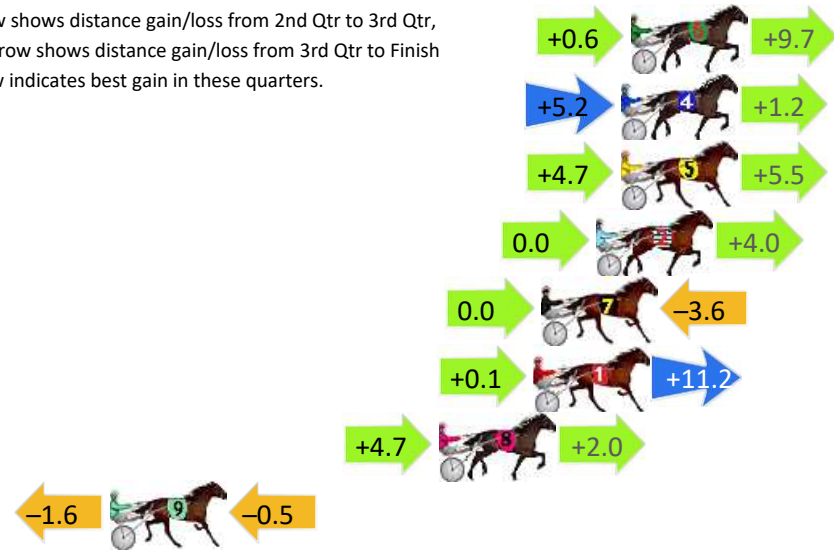 shows distance gain/loss from 2nd Qtr to 3rd Qtr,
row shows distance gain/loss from 3rd Qtr to Finish
indicates best gain in these quarters.
+0.6 +9.7
+5.2 4 +1.2
+4.7 5 +5.5
0.0 +4.0
0.0 7 –3.6
+0.1 1 +11.2
+4.7 8 +2.0
–1.6 9 –0.5